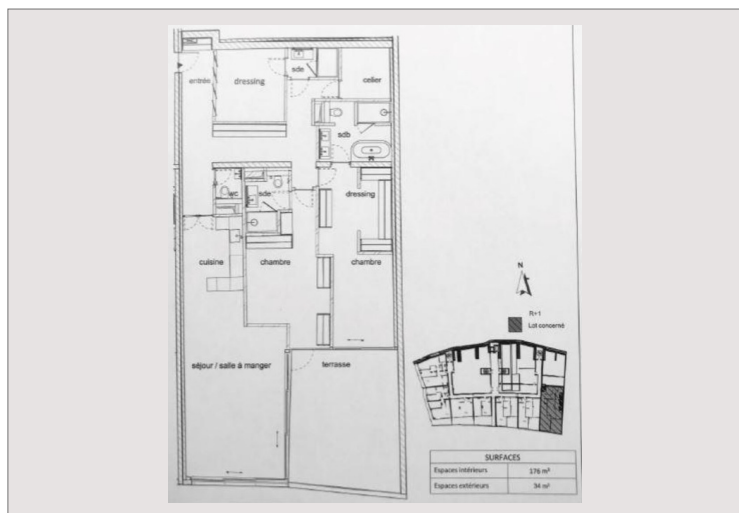 sde
entrée
dressing
celier
sdb
wc
sde
dressing
cuisine
chambre
chambre
N
R+1
Lot concerné
séjour / salle à manger
terrasse
SURFACES
Espaces intérieurs 176 m²
Espaces extérieurs 34 m²